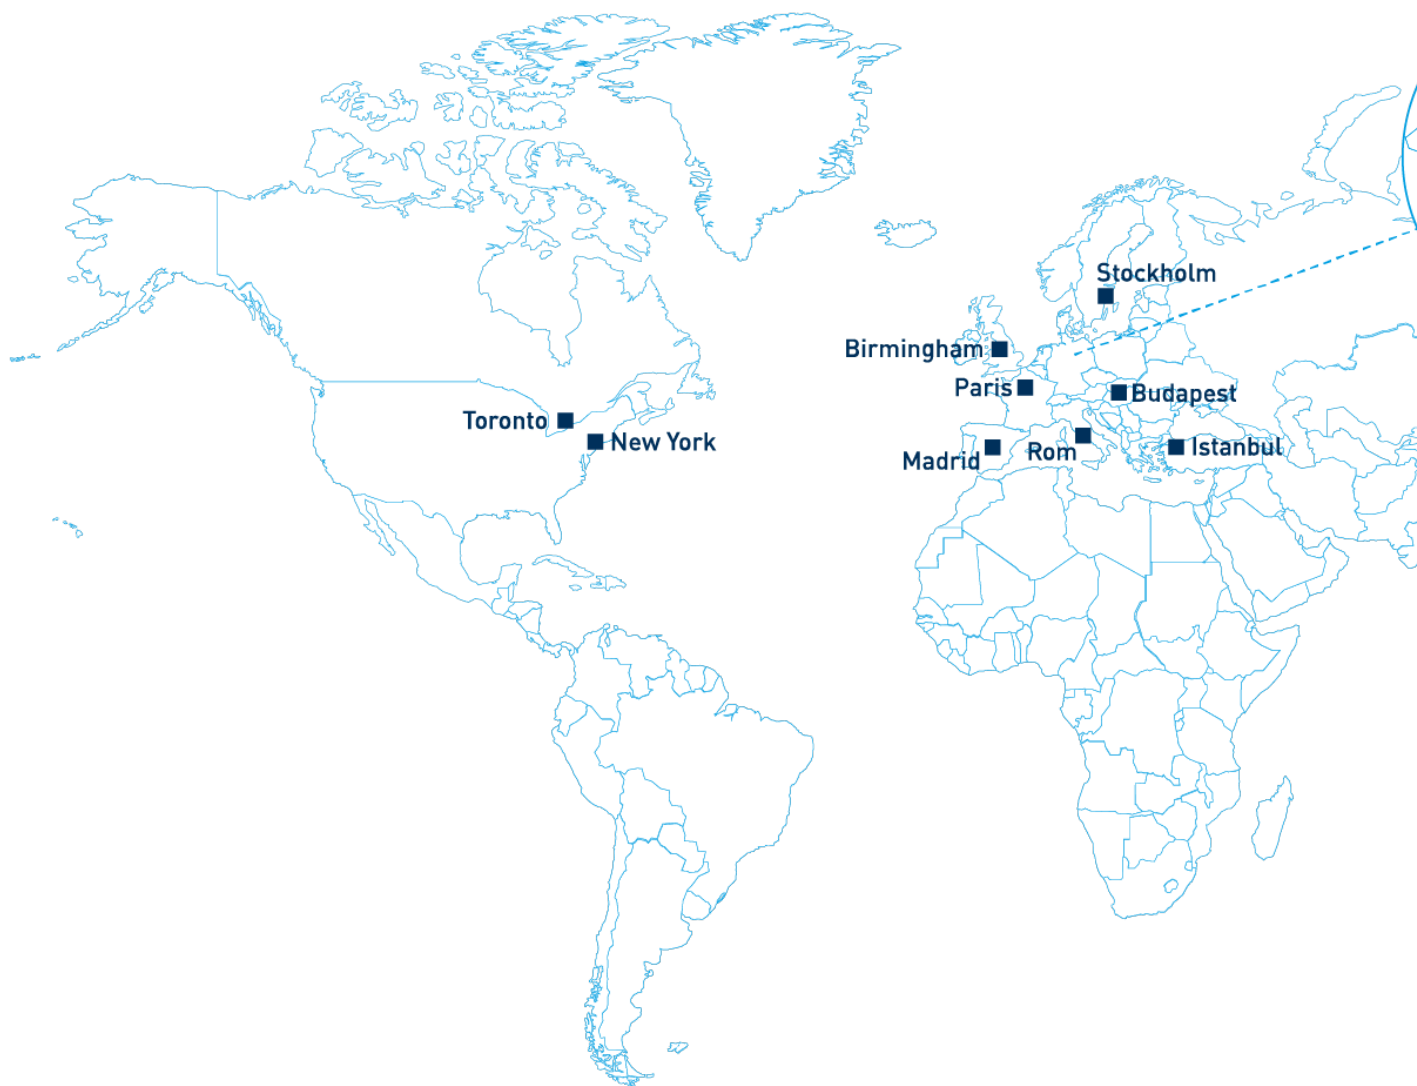 Stockholm
Birmingham
Paris
Budapest
Toronto
New York
Madrid
Rom
Istanbul